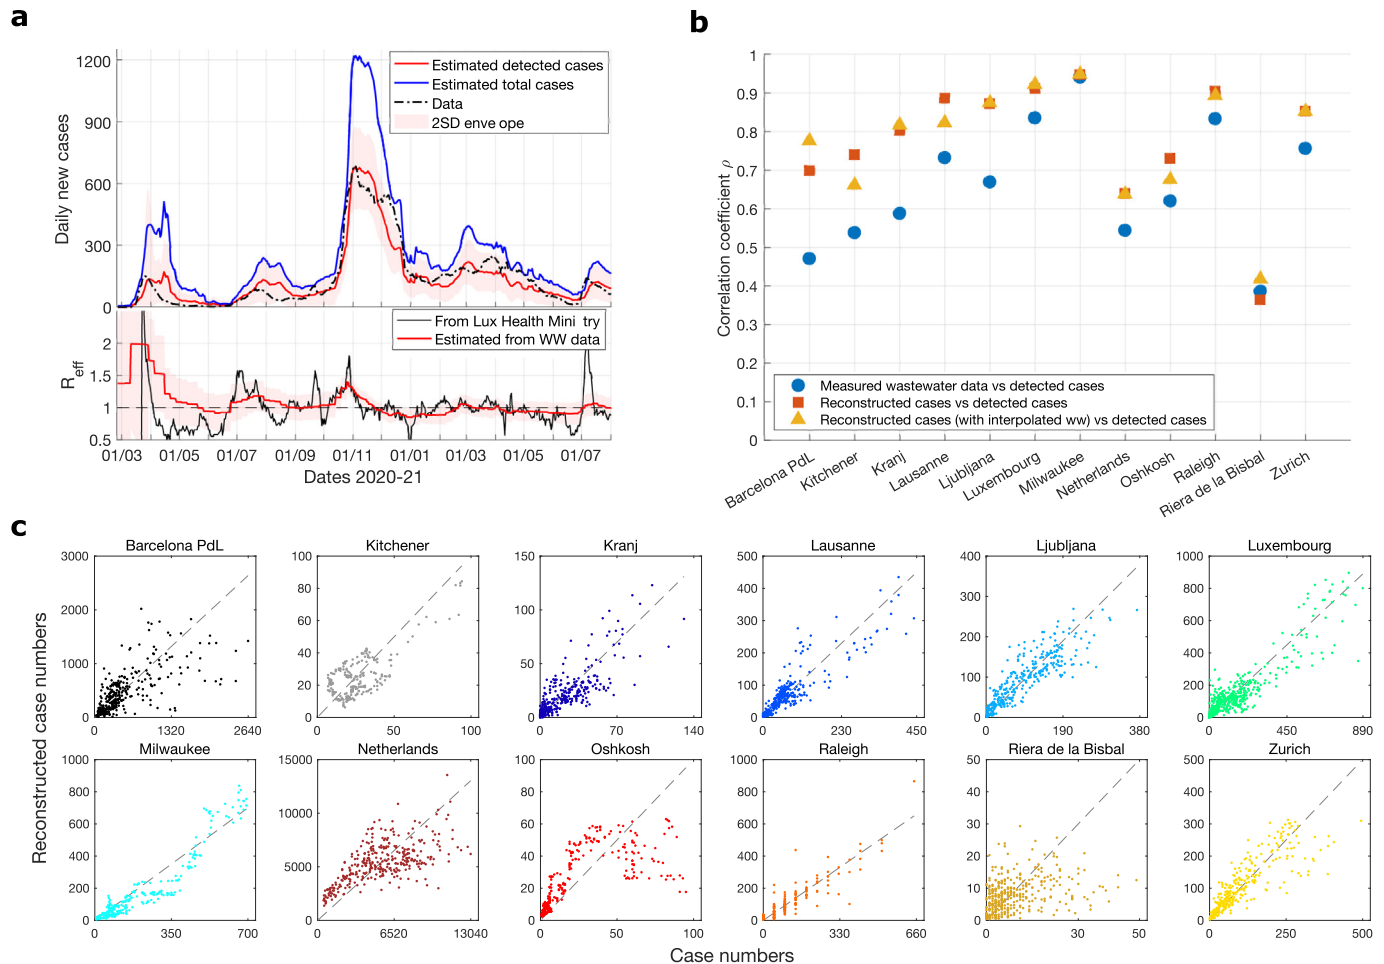 a
1200
900
600
300
0
Daily new cases
Estimated detected cases
Estimated total cases
Data
2SD enve ope
2
1.5
1
0.5
Reff
From Lux Health Mini try
Estimated from WW data
01/03 01/05 01/07 01/09 01/11 01/01 01/03 01/05 01/07
Dates 2020-21
b
1
0.9
0.8
0.7
0.6
0.5
0.4
0.3
0.2
0.1
0
Correlation coefficient ρ
Measured wastewater data vs detected cases
Reconstructed cases vs detected cases
Reconstructed cases (with interpolated ww) vs detected cases
Barcelona PdL
Kitchener
Kranj
Lausanne
Ljubljana
Luxembourg
Milwaukee
Netherlands
Oshkosh
Raleigh
Riera de la Bisbal
Zurich
c
Reconstructed case numbers
Barcelona PdL
3000
2000
1000
0
0 1320 2640
Kitchener
100
80
60
40
20
0
0 50 100
Kranj
150
100
50
0
0 70 140
Lausanne
500
400
300
200
100
0
0 230 450
Ljubljana
400
300
200
100
0
0 190 380
Luxembourg
1000
800
600
400
200
0
0 450 890
Milwaukee
1000
800
600
400
200
0
0 350 700
Netherlands
15000
10000
5000
0
0 6520 13040
Oshkosh
100
80
60
40
20
0
0 50 100
Raleigh
1000
800
600
400
200
0
0 330 660
Riera de la Bisbal
50
40
30
20
10
0
0 30 50
Zurich
500
400
300
200
100
0
0 250 500
Case numbers